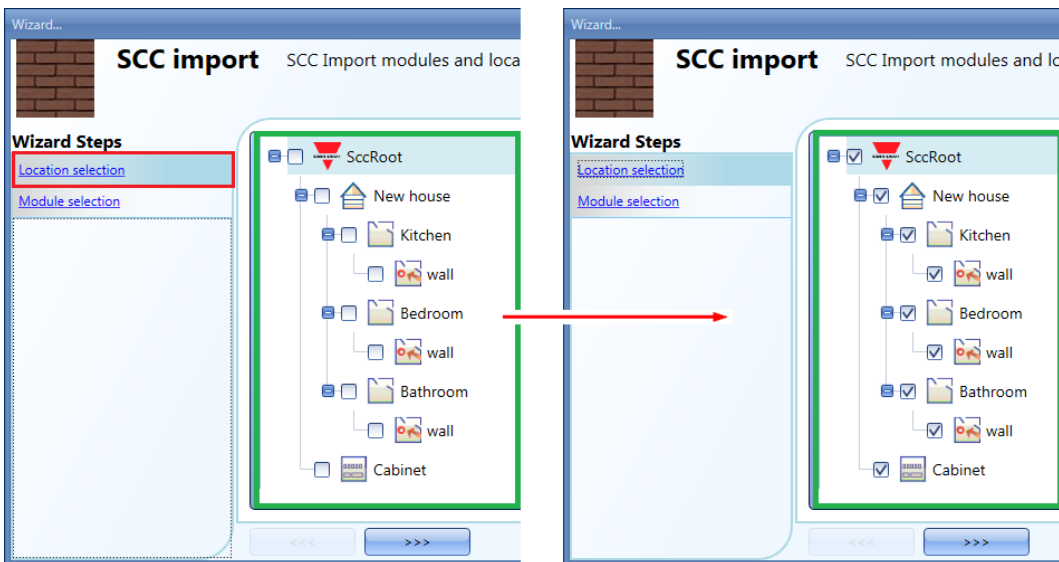 Wizard...
SCC import SCC Import modules and loca
Wizard Steps
Location selection
Module selection
SccRoot
New house
Kitchen
wall
Bedroom
wall
Bathroom
wall
Cabinet
<<< >>>
Wizard...
SCC import SCC Import modules and lo
Wizard Steps
Location selection
Module selection
SccRoot
New house
Kitchen
wall
Bedroom
wall
Bathroom
wall
Cabinet
<<< >>>